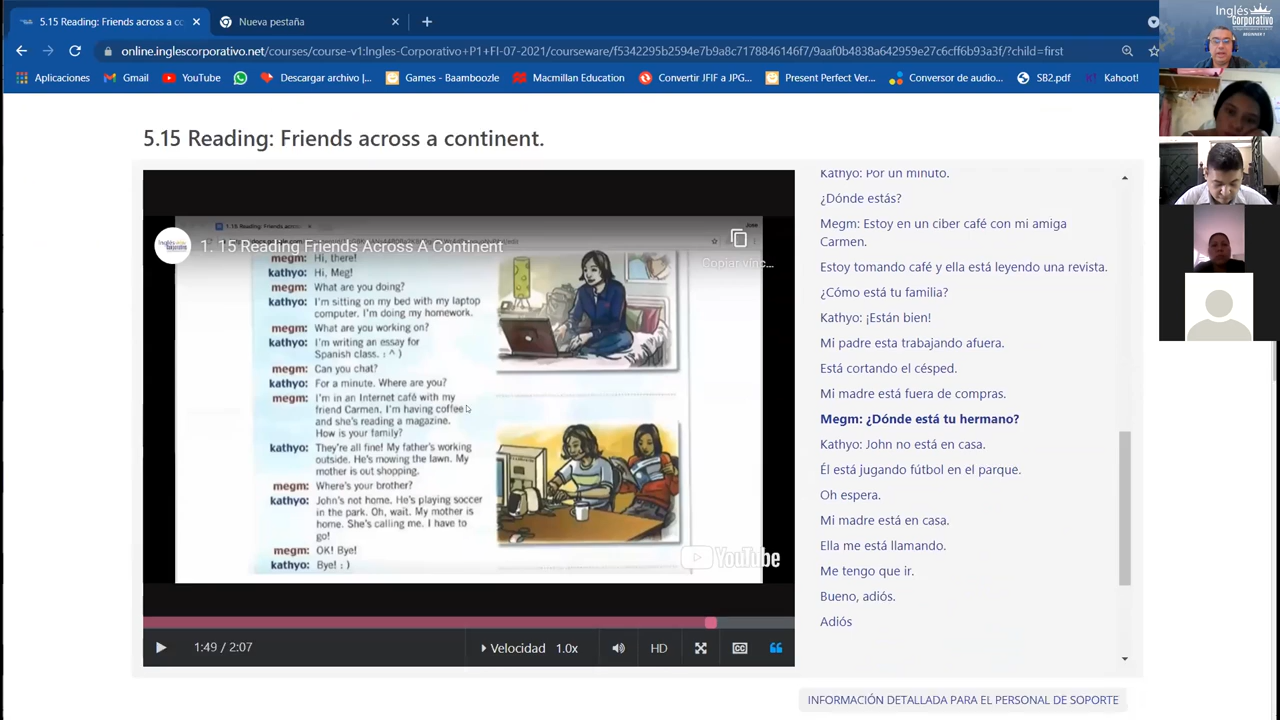 5.15 Reading: Friends across a co
Nueva pestaña
online.inglescorporativo.net/courses/course-v1:Ingles-Corporativo+P1+FI-07-2021/courseware/f5342295b2594e7b9a8c7178846146f7/9aaf0b4838a642959e27c6cff6b93a3f/?child=first
Aplicaciones
Gmail
YouTube
Descargar archivo |...
Games - Baamboozle
Macmillan Education
Convertir JFIF a JPG...
Present Perfect Ver...
Conversor de audio...
SB2.pdf
Kahoot!
Inglés
Corporativo
BEGINNER 1
5.15 Reading: Friends across a continent.
1. 15 Reading Friends Across A Continent
Copiar vínc...
megm: Hi, there!
kathyo: Hi, Meg!
megm: What are you doing?
kathyo: I'm sitting on my bed with my laptop
computer. I'm doing my homework.
megm: What are you working on?
kathyo: I'm writing an essay for
Spanish class. : ^ )
megm: Can you chat?
kathyo: For a minute. Where are you?
megm: I'm in an Internet café with my
friend Carmen. I'm having coffee
and she's reading a magazine.
How is your family?
kathyo: They're all fine! My father's working
outside. He's mowing the lawn. My
mother is out shopping.
megm: Where's your brother?
kathyo: John's not home. He's playing soccer
in the park. Oh, wait. My mother is
home. She's calling me. I have to
go!
megm: OK! Bye!
kathyo: Bye! : )
YouTube
1:49 / 2:07
Velocidad 1.0x
HD
CC
Kathyo: Por un minuto.
¿Dónde estás?
Megm: Estoy en un ciber café con mi amiga
Carmen.
Estoy tomando café y ella está leyendo una revista.
¿Cómo está tu familia?
Kathyo: ¡Están bien!
Mi padre esta trabajando afuera.
Está cortando el césped.
Mi madre está fuera de compras.
Megm: ¿Dónde está tu hermano?
Kathyo: John no está en casa.
Él está jugando fútbol en el parque.
Oh espera.
Mi madre está en casa.
Ella me está llamando.
Me tengo que ir.
Bueno, adiós.
Adiós
INFORMACIÓN DETALLADA PARA EL PERSONAL DE SOPORTE